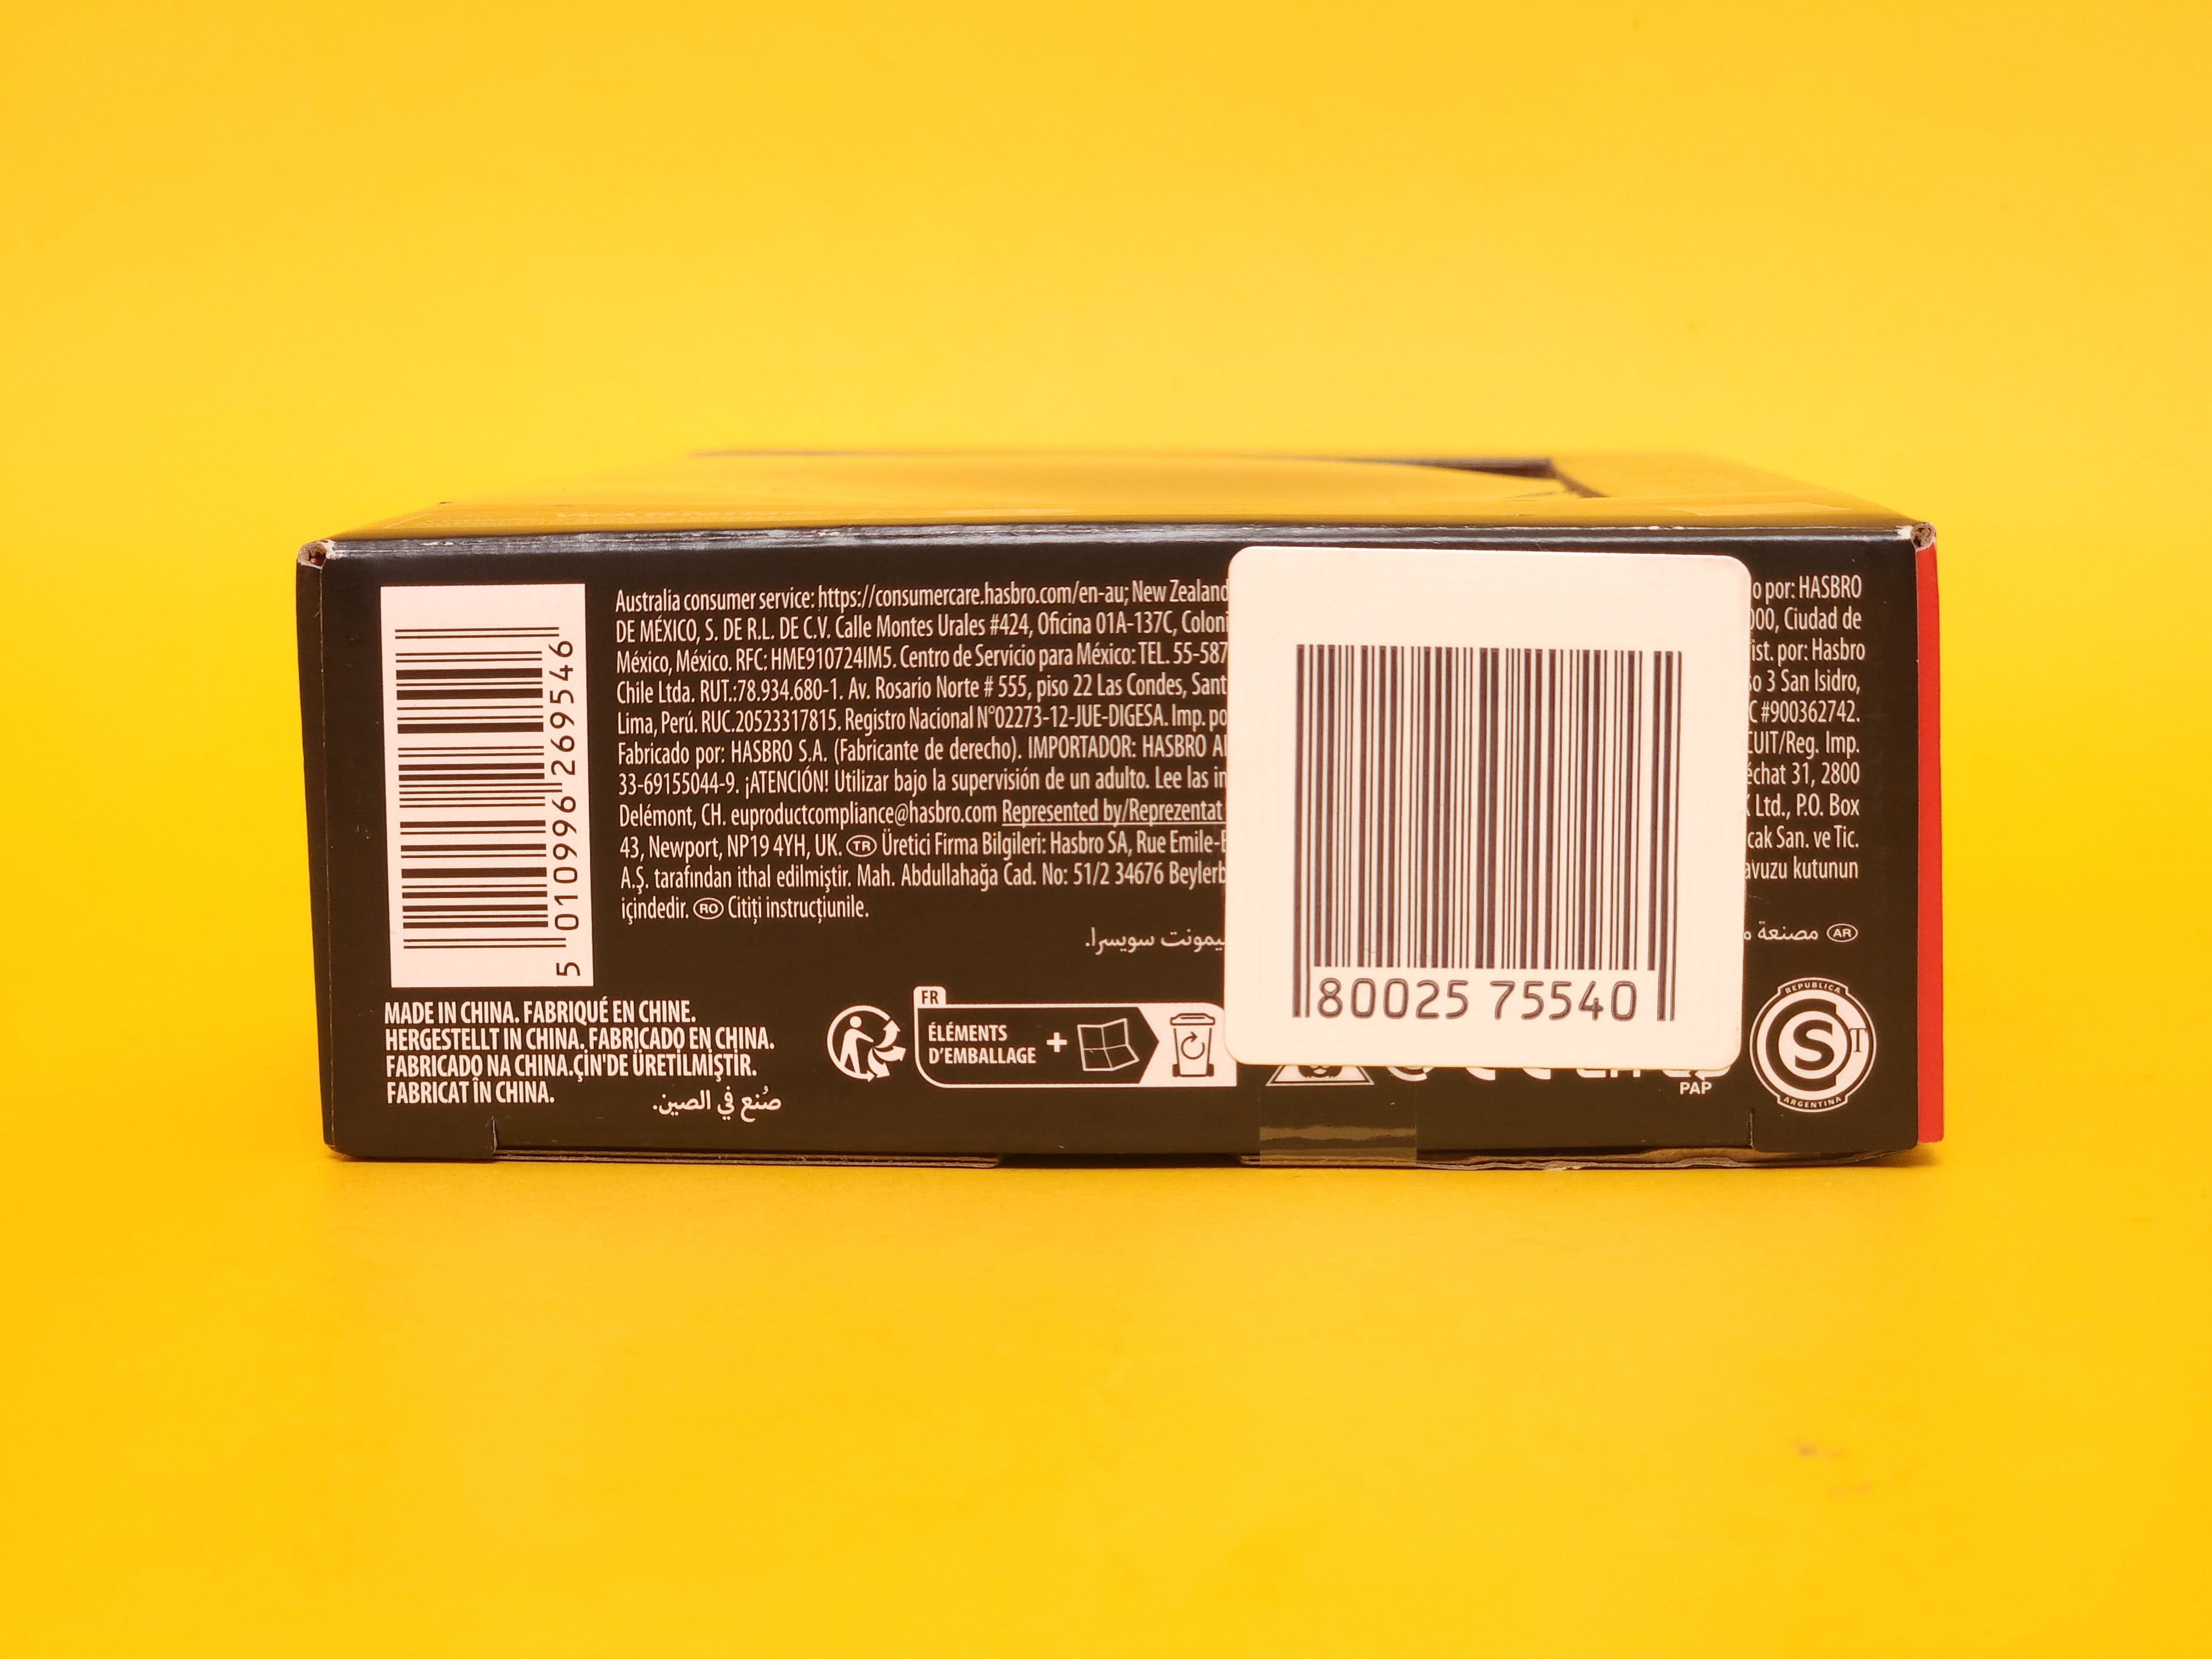 5 010996 269546
Australia consumer service: https://consumercare.hasbro.com/en-au; New Zealand
DE MÉXICO, S. DE R.L. DE C.V. Calle Montes Urales #424, Oficina 01A-137C, Coloni
México, México. RFC: HME910724IM5. Centro de Servicio para México: TEL. 55-587
Chile Ltda. RUT.:78.934.680-1. Av. Rosario Norte # 555, piso 22 Las Condes, Sant
Lima, Perú. RUC.20523317815. Registro Nacional N°02273-12-JUE-DIGESA. Imp. po
Fabricado por: HASBRO S.A. (Fabricante de derecho). IMPORTADOR: HASBRO
33-69155044-9. ¡ATENCIÓN! Utilizar bajo la supervisión de un adulto. Lee las in
Delémont, CH. euproductcompliance@hasbro.com Represented by/Reprezentat
43, Newport, NP19 4YH, UK. TR Üretici Firma Bilgileri: Hasbro SA, Rue Emile-
A.Ş. tarafından ithal edilmiştir. Mah. Abdullahağa Cad. No: 51/2 34676 Beylerb
içindedir. RO Citiți instrucțiunile.
يمونت سويسرا.
o por: HASBRO
000, Ciudad de
ist. por: Hasbro
so 3 San Isidro,
C #900362742.
CUIT/Reg. Imp.
échat 31, 2800
Ltd., P.O. Box
cak San. ve Tic.
avuzu kutunun
AR مصنعة
80025 75540
MADE IN CHINA. FABRIQUÉ EN CHINE.
HERGESTELLT IN CHINA. FABRICADO EN CHINA.
FABRICADO NA CHINA.ÇİN'DE ÜRETİLMİŞTİR.
FABRICAT ÎN CHINA.
صُنع في الصين.
FR
ÉLÉMENTS
D'EMBALLAGE +
PAP
REPUBLICA
S T
ARGENTINA